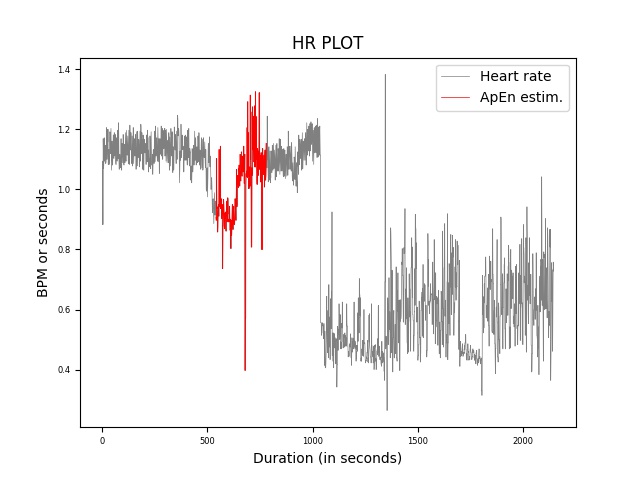 HR PLOT
Heart rate
ApEn estim.
BPM or seconds
1.4
1.2
1.0
0.8
0.6
0.4
0
500
1000
1500
2000
Duration (in seconds)